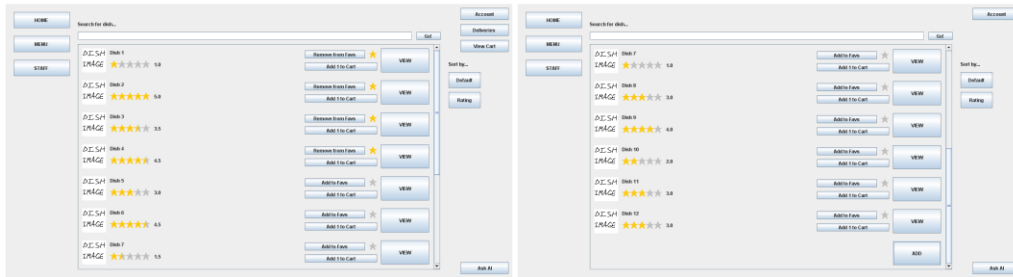 HOME
MENU
STAFF
Search for dish...
Go!
Account
Deliveries
View Cart
Sort by...
Default
Rating
DISH IMAGE
Dish 1
1.0
Remove from Favs
Add 1 to Cart
VIEW
DISH IMAGE
Dish 2
5.0
Remove from Favs
Add 1 to Cart
VIEW
DISH IMAGE
Dish 3
3.5
Remove from Favs
Add 1 to Cart
VIEW
DISH IMAGE
Dish 4
4.5
Remove from Favs
Add 1 to Cart
VIEW
DISH IMAGE
Dish 5
3.0
Add to Favs
Add 1 to Cart
VIEW
DISH IMAGE
Dish 6
4.5
Add to Favs
Add 1 to Cart
VIEW
DISH IMAGE
Dish 7
1.5
Add to Favs
Add 1 to Cart
VIEW
Ask AI
HOME
MENU
STAFF
Search for dish...
Go!
Account
Sort by...
Default
Rating
DISH IMAGE
Dish 7
1.0
Add to Favs
Add 1 to Cart
VIEW
DISH IMAGE
Dish 8
3.0
Add to Favs
Add 1 to Cart
VIEW
DISH IMAGE
Dish 9
4.0
Add to Favs
Add 1 to Cart
VIEW
DISH IMAGE
Dish 10
2.0
Add to Favs
Add 1 to Cart
VIEW
DISH IMAGE
Dish 11
3.0
Add to Favs
Add 1 to Cart
VIEW
DISH IMAGE
Dish 12
3.0
Add to Favs
Add 1 to Cart
VIEW
ADD
Ask AI